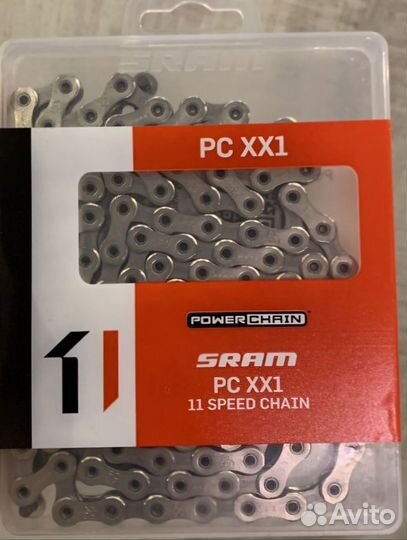 SRAM
PC XX1
POWERCHAIN
SRAM
PC XX1
11 SPEED CHAIN
Avito